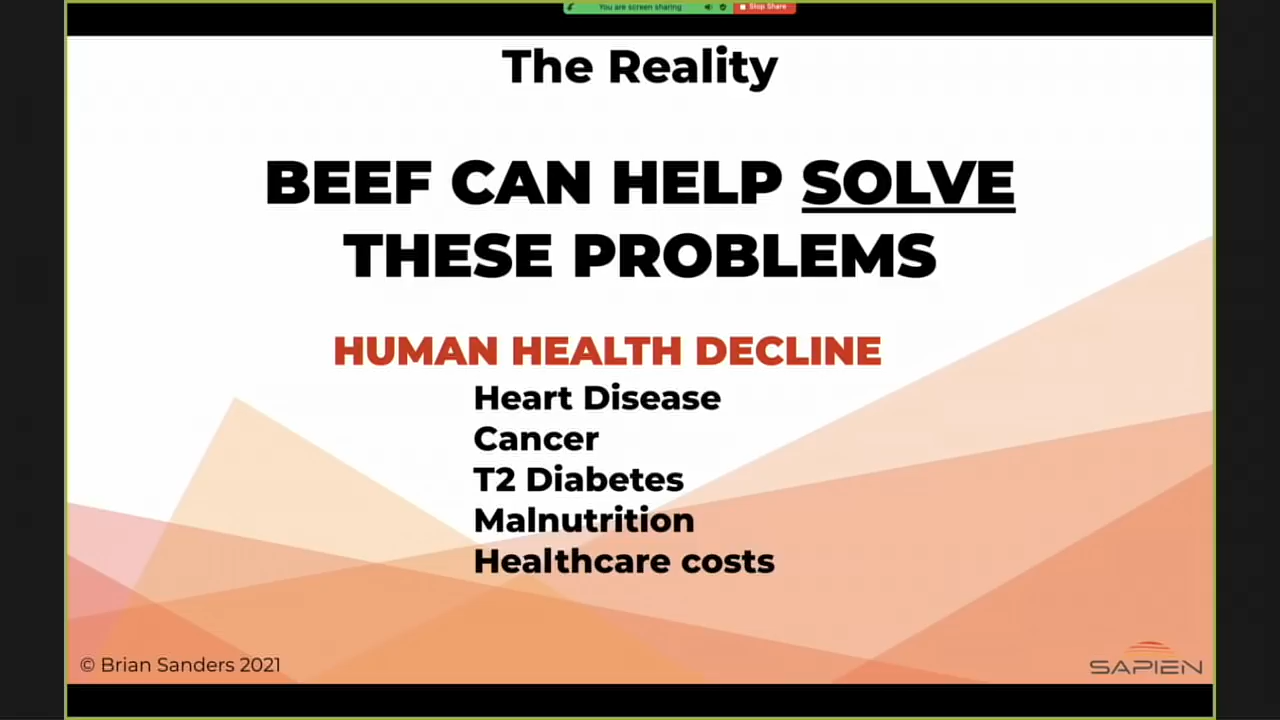 You are screen sharing
Stop Share
The Reality
BEEF CAN HELP SOLVE
THESE PROBLEMS
HUMAN HEALTH DECLINE
Heart Disease
Cancer
T2 Diabetes
Malnutrition
Healthcare costs
© Brian Sanders 2021
SAPIEN